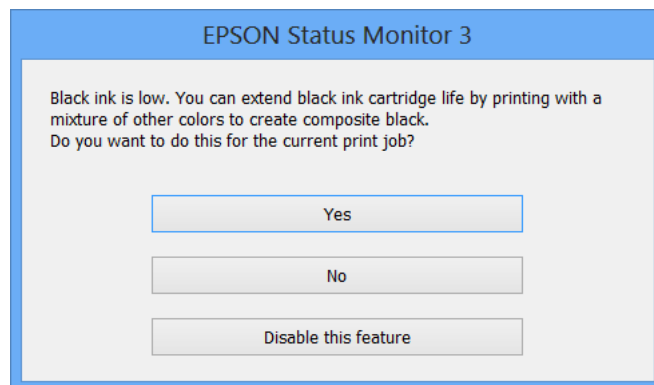 EPSON Status Monitor 3
Black ink is low. You can extend black ink cartridge life by printing with a
mixture of other colors to create composite black.
Do you want to do this for the current print job?
Yes
No
Disable this feature